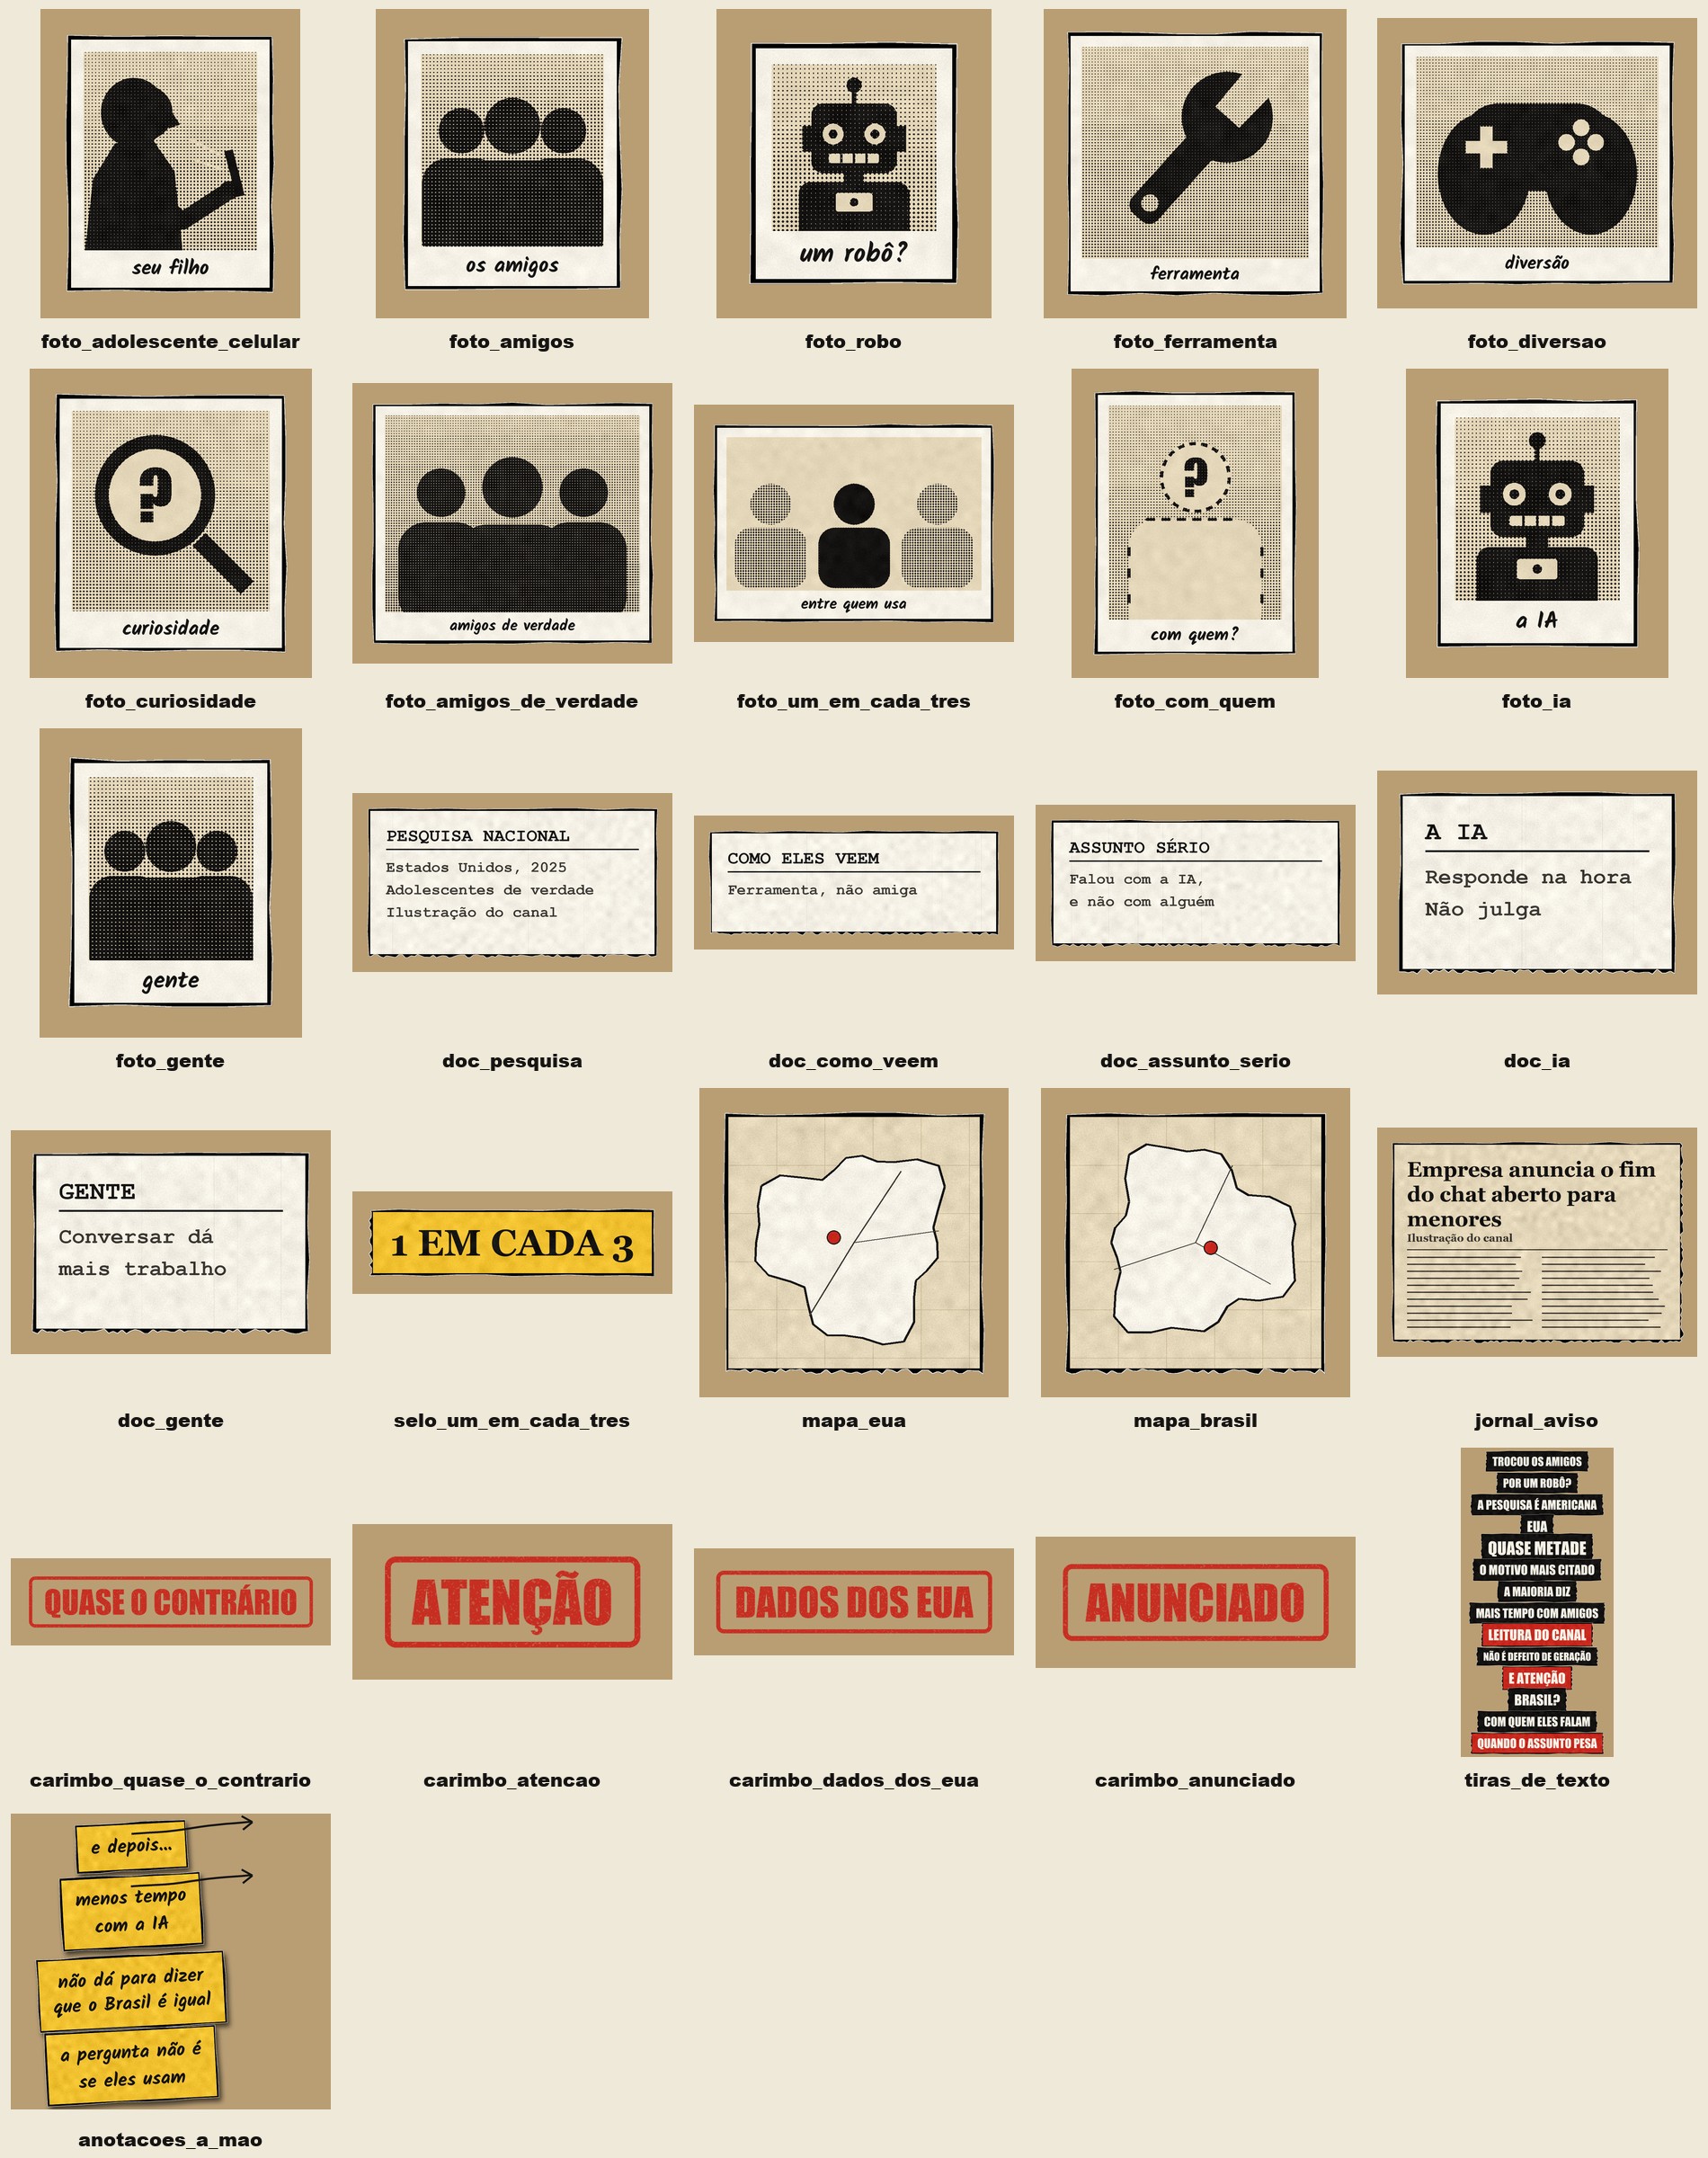 seu filho
os amigos
um robô?
ferramenta
diversão
foto_adolescente_celular
foto_amigos
foto_robo
foto_ferramenta
foto_diversao
?
curiosidade
amigos de verdade
entre quem usa
?
com quem?
a IA
foto_curiosidade
foto_amigos_de_verdade
foto_um_em_cada_tres
foto_com_quem
foto_ia
gente
PESQUISA NACIONAL
Estados Unidos, 2025
Adolescentes de verdade
Ilustração do canal
COMO ELES VEEM
Ferramenta, não amiga
ASSUNTO SÉRIO
Falou com a IA,
e não com alguém
A IA
Responde na hora
Não julga
foto_gente
doc_pesquisa
doc_como_veem
doc_assunto_serio
doc_ia
GENTE
Conversar dá
mais trabalho
1 EM CADA 3
Empresa anuncia o fim
do chat aberto para
menores
Ilustração do canal
doc_gente
selo_um_em_cada_tres
mapa_eua
mapa_brasil
jornal_aviso
QUASE O CONTRÁRIO
ATENÇÃO
DADOS DOS EUA
ANUNCIADO
TROCOU OS AMIGOS
POR UM ROBÔ?
A PESQUISA É AMERICANA
EUA
QUASE METADE
O MOTIVO MAIS CITADO
A MAIORIA DIZ
MAIS TEMPO COM AMIGOS
LEITURA DO CANAL
NÃO É DEFEITO DE GERAÇÃO
E ATENÇÃO
BRASIL?
COM QUEM ELES FALAM
QUANDO O ASSUNTO PESA
carimbo_quase_o_contrario
carimbo_atencao
carimbo_dados_dos_eua
carimbo_anunciado
tiras_de_texto
e depois...
menos tempo
com a IA
não dá para dizer
que o Brasil é igual
a pergunta não é
se eles usam
anotacoes_a_mao